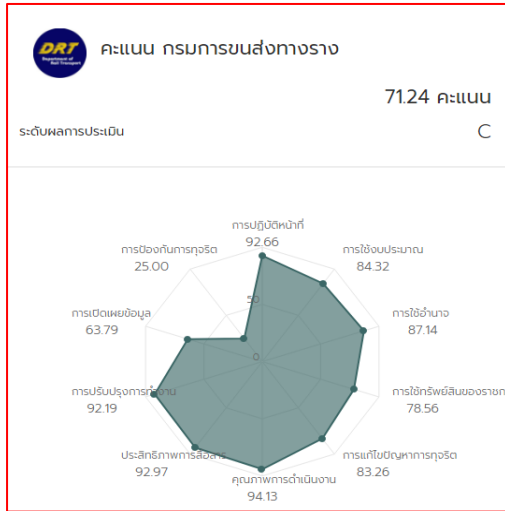 DRT
Department of
Rail Transport
คะแนน กรมการขนส่งทางราง
71.24 คะแนน
ระดับผลการประเมิน
C
การปฏิบัติหน้าที่
92.66
การป้องกันการทุจริต
25.00
การใช้งบประมาณ
84.32
50
การเปิดเผยข้อมูล
63.79
การใช้อำนาจ
87.14
0
การปรับปรุงการทำงาน
92.19
การใช้ทรัพย์สินของราชก
78.56
ประสิทธิภาพการสื่อสาร
92.97
การแก้ไขปัญหาการทุจริต
83.26
คุณภาพการดำเนินงาน
94.13